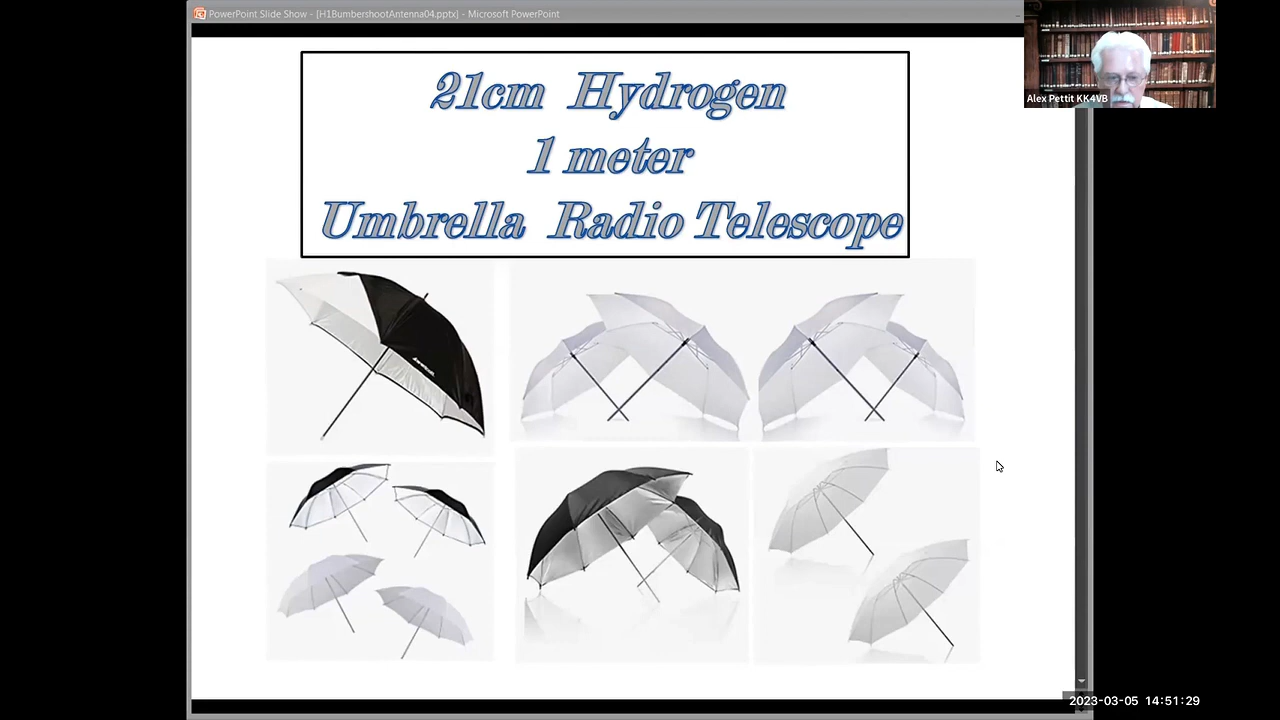 PowerPoint Slide Show - [H1BumbershootAntenna04.pptx] - Microsoft PowerPoint
Alex Pettit KK4VB
21cm Hydrogen
1 meter
Umbrella Radio Telescope
2023-03-05 14:51:29